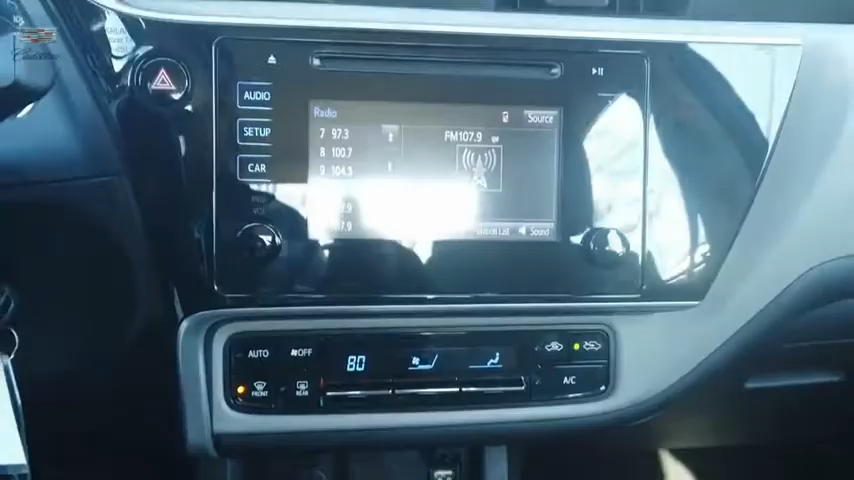 AUDIO
SETUP
CAR
Radio
7 97.3
8 100.7
9 104.3
FM107.9
Source
Sound
AUTO
OFF
80
FRONT
REAR
A/C